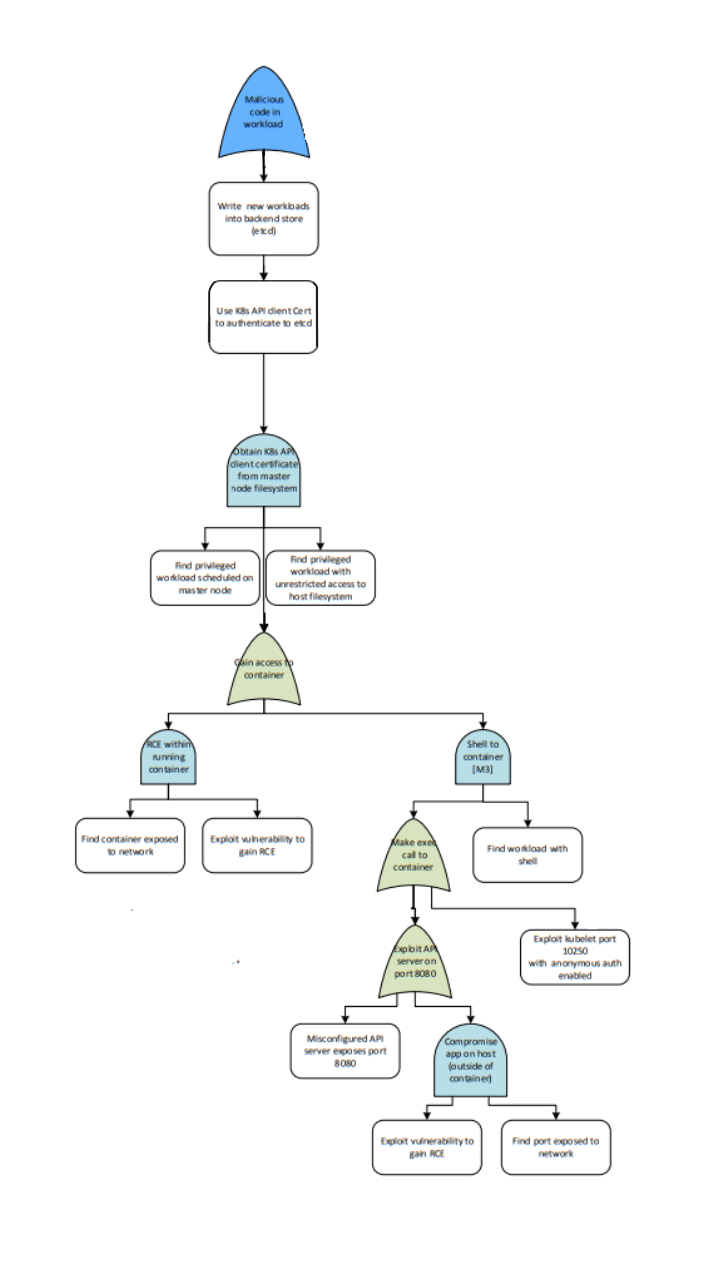 Malicious
code in
workload
Write new workloads
into backend store
(etcd)
Use K8s API client Cert
to authenticate to etcd
Obtain K8s API
client certificate
from master
node filesystem
Find privileged
workload scheduled on
master node
Find privileged
workload with
unrestricted access to
host filesystem
Gain access to
container
RCE within
running
container
Shell to
container
[M3]
Find container exposed
to network
Exploit vulnerability to
gain RCE
Make exec
call to
container
Find workload with
shell
Exploit API
server on
port 8080
Exploit kubelet port
10250
with anonymous auth
enabled
Misconfigured API
server exposes port
8080
Compromise
app on host
(outside of
container)
Exploit vulnerability to
gain RCE
Find port exposed to
network